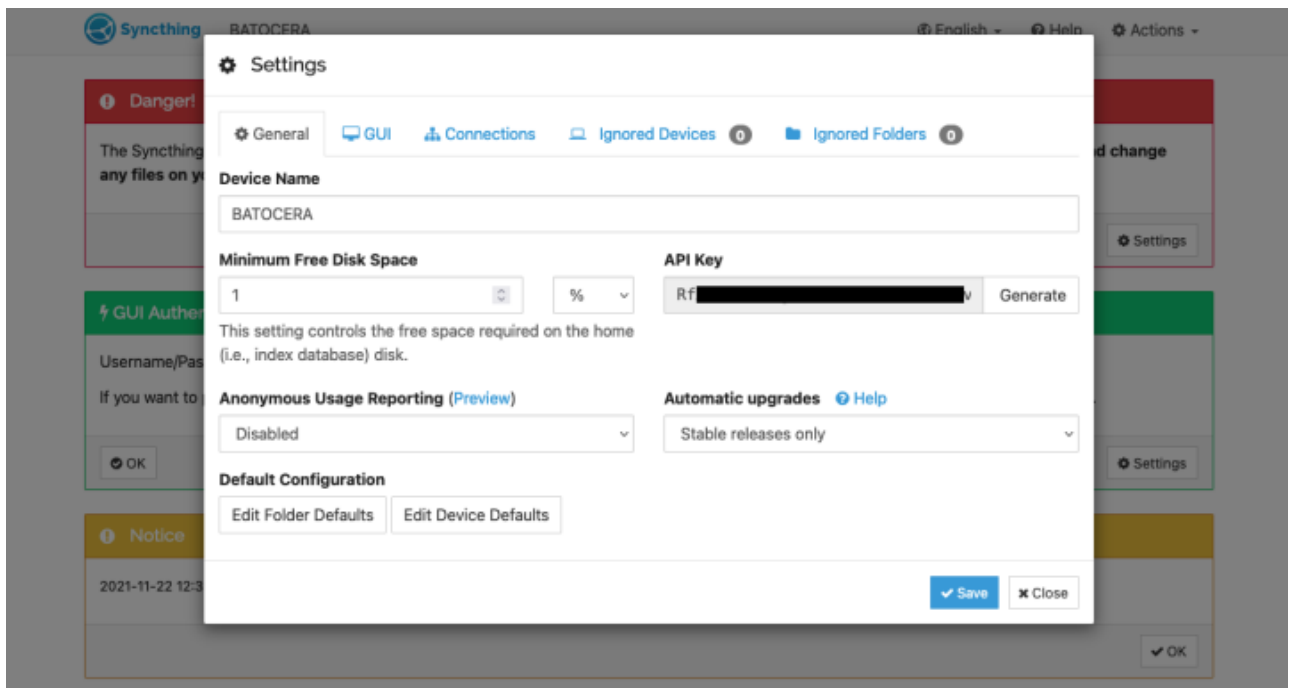 Syncthing BATOCERA English Help Actions
Settings
Danger!
General GUI Connections Ignored Devices 0 Ignored Folders 0
The Syncthing d change
any files on
Device Name
BATOCERA
Settings
Minimum Free Disk Space API Key
1 % Rf v Generate
GUI Authen
This setting controls the free space required on the home
(i.e., index database) disk.
Username/Pas
If you want to
Anonymous Usage Reporting (Preview) Automatic upgrades Help
Disabled Stable releases only
OK Settings
Default Configuration
Edit Folder Defaults Edit Device Defaults
Notice
2021-11-22 12:3
Save Close
OK